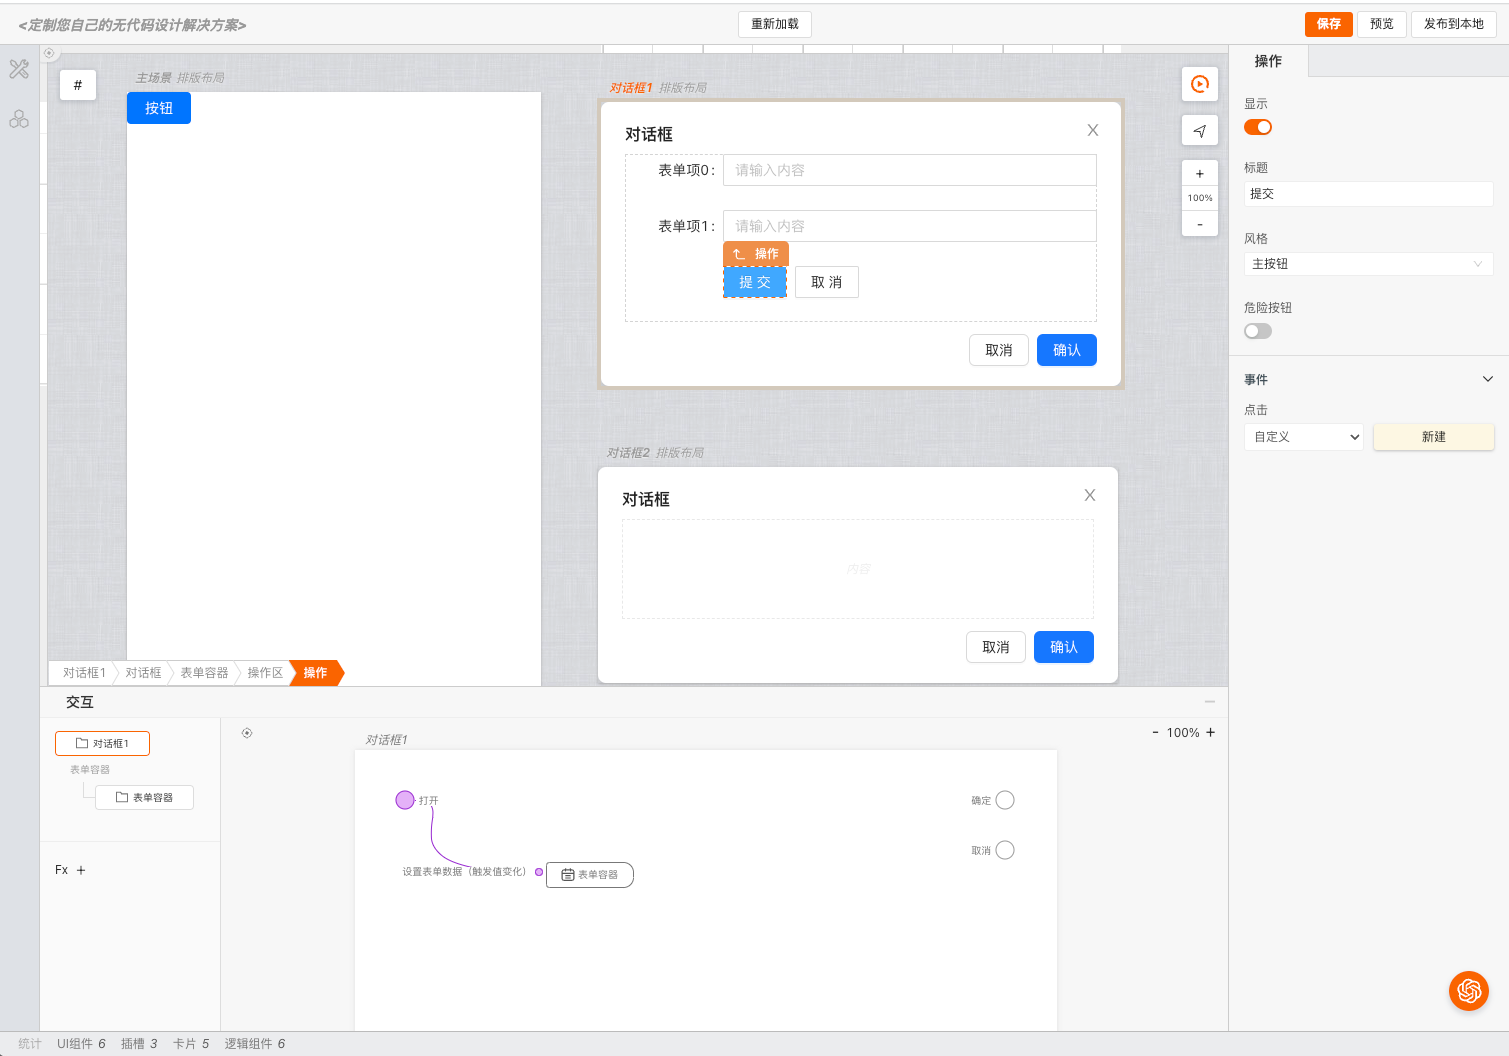 <定制您自己的无代码设计解决方案>
重新加载
保存
预览
发布到本地
#
主场景 排版布局
按钮
对话框1 排版布局
对话框
X
表单项0：
请输入内容
表单项1：
请输入内容
操作
提 交
取 消
取消
确认
+
100%
-
对话框2 排版布局
对话框
X
内容
取消
确认
对话框1
对话框
表单容器
操作区
操作
操作
显示
标题
提交
风格
主按钮
危险按钮
事件
点击
自定义
新建
交互
对话框1
表单容器
表单容器
Fx +
对话框1
- 100% +
打开
确定
取消
设置表单数据（触发值变化）
表单容器
统计 UI组件 6 插槽 3 卡片 5 逻辑组件 6